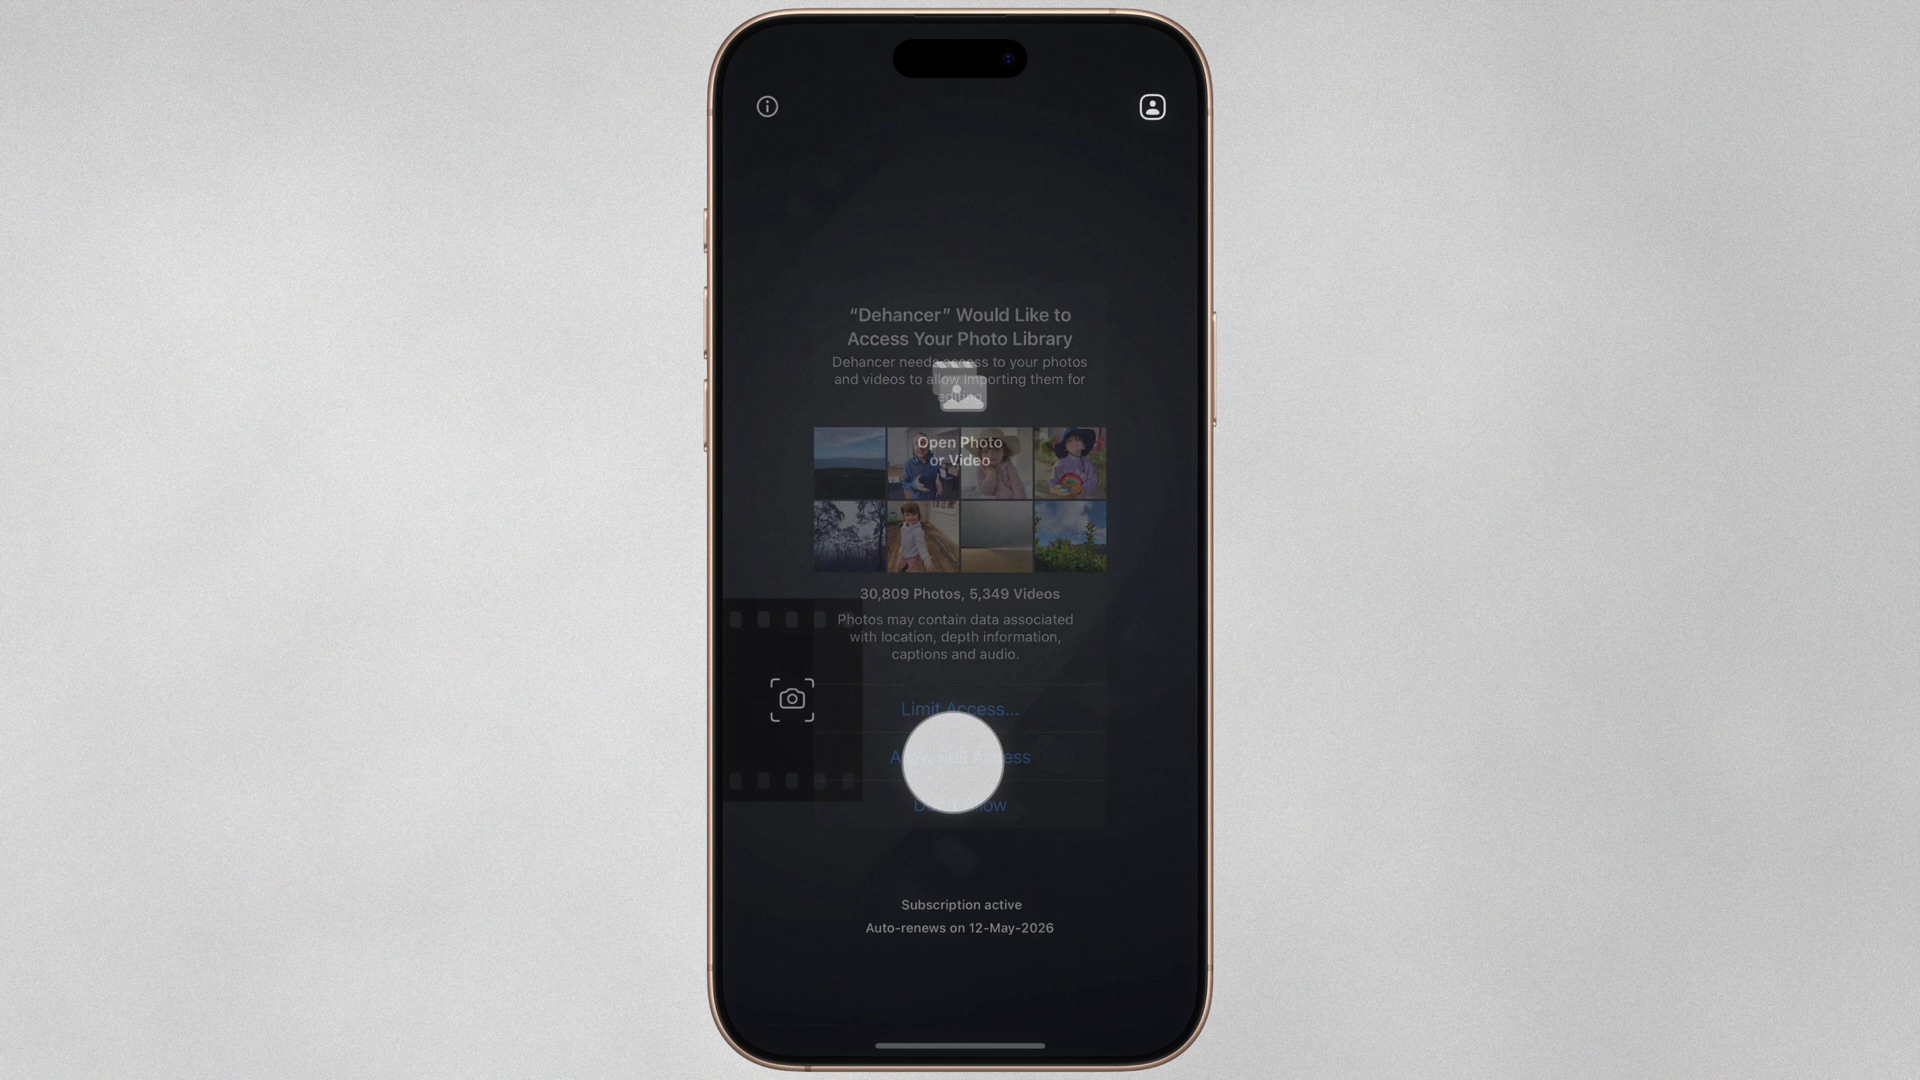 “Dehancer” Would Like to
Access Your Photo Library
Dehancer needs access to your photos
and videos to allow importing them for
editing
Open Photo
or Video
30,809 Photos, 5,349 Videos
Photos may contain data associated
with location, depth information,
captions and audio.
Limit Access...
Allow Full Access
Don't Allow
Subscription active
Auto-renews on 12-May-2026